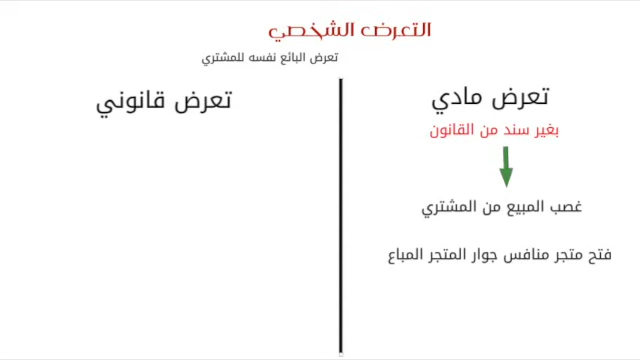 التعرض الشخصي
تعرض البائع نفسه للمشتري
تعرض مادي
بغير سند من القانون
غصب المبيع من المشتري
فتح متجر منافس جوار المتجر المباع
تعرض قانوني